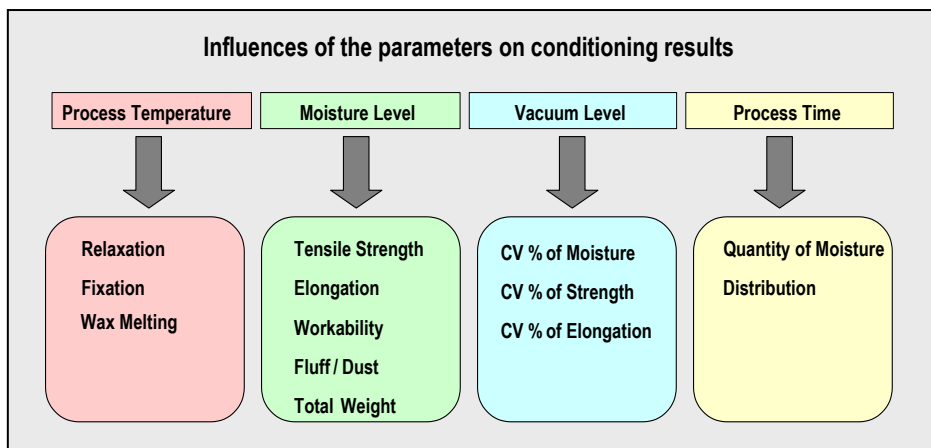 Influences of the parameters on conditioning results
Process Temperature
Moisture Level
Vacuum Level
Process Time
Relaxation
Fixation
Wax Melting
Tensile Strength
Elongation
Workability
Fluff / Dust
Total Weight
CV % of Moisture
CV % of Strength
CV % of Elongation
Quantity of Moisture
Distribution